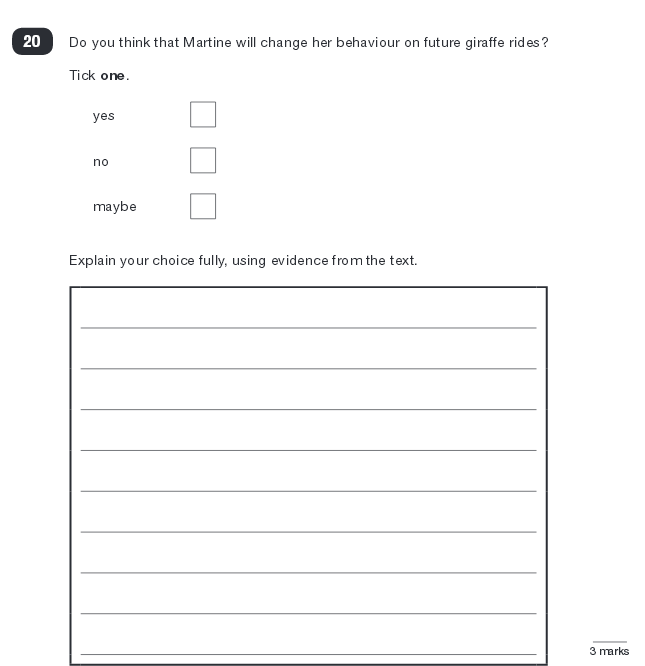 20 Do you think that Martine will change her behaviour on future giraffe rides?
Tick one.
yes
no
maybe
Explain your choice fully, using evidence from the text.
3 marks